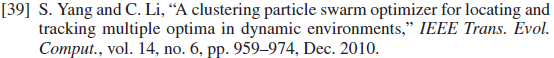 [39] S. Yang and C. Li, “A clustering particle swarm optimizer for locating and
tracking multiple optima in dynamic environments,” IEEE Trans. Evol.
Comput., vol. 14, no. 6, pp. 959–974, Dec. 2010.